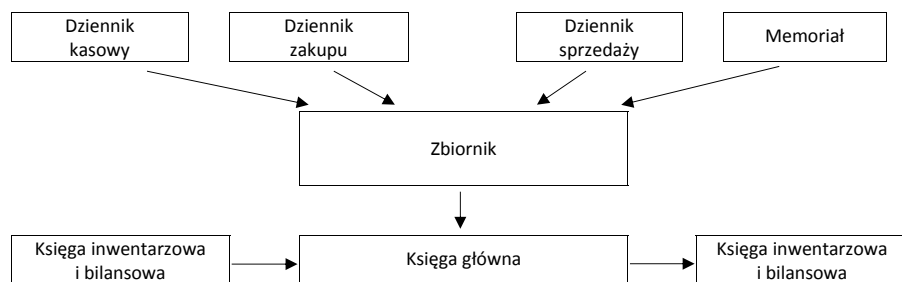 Dziennik
kasowy
Dziennik
zakupu
Dziennik
sprzedaży
Memoriał
Zbiornik
Księga inwentarzowa
i bilansowa
Księga główna
Księga inwentarzowa
i bilansowa